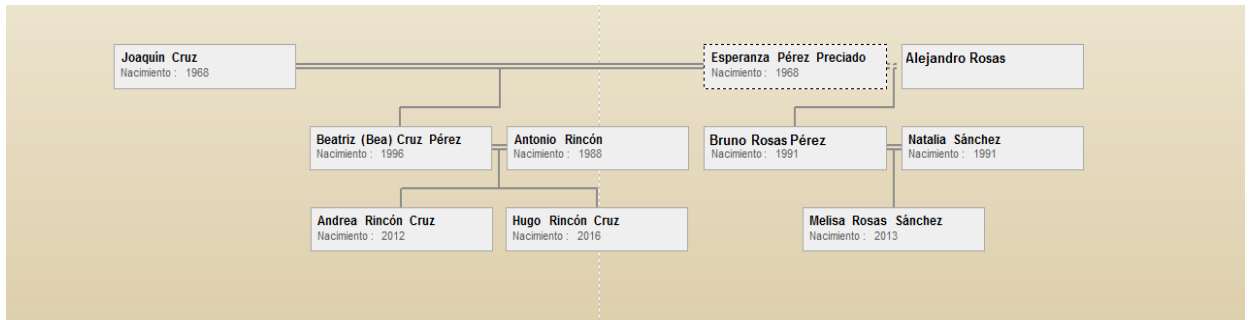 Joaquín Cruz
Nacimiento : 1968
Esperanza Pérez Preciado
Nacimiento : 1968
Alejandro Rosas
Beatriz (Bea) Cruz Pérez
Nacimiento : 1996
Antonio Rincón
Nacimiento : 1988
Bruno Rosas Pérez
Nacimiento : 1991
Natalia Sánchez
Nacimiento : 1991
Andrea Rincón Cruz
Nacimiento : 2012
Hugo Rincón Cruz
Nacimiento : 2016
Melisa Rosas Sánchez
Nacimiento : 2013